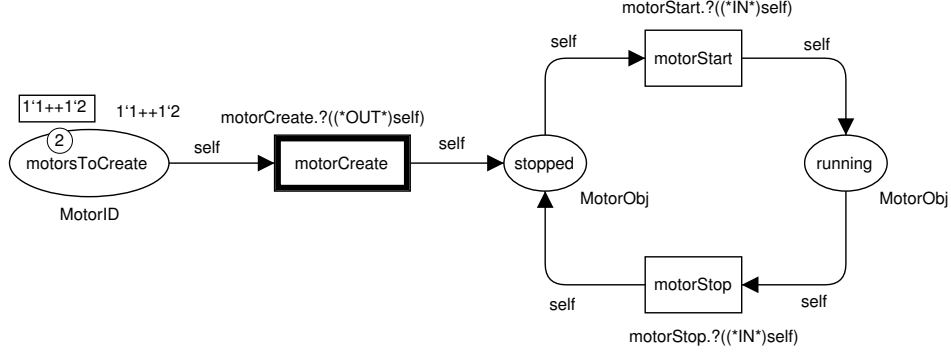 motorStart.?((*IN*)self)
self
motorStart
self
1‘1++1‘2
1‘1++1‘2
motorCreate.?((*OUT*)self)
2
motorsToCreate
self
motorCreate
self
stopped
running
MotorID
MotorObj
MotorObj
self
motorStop
self
motorStop.?((*IN*)self)